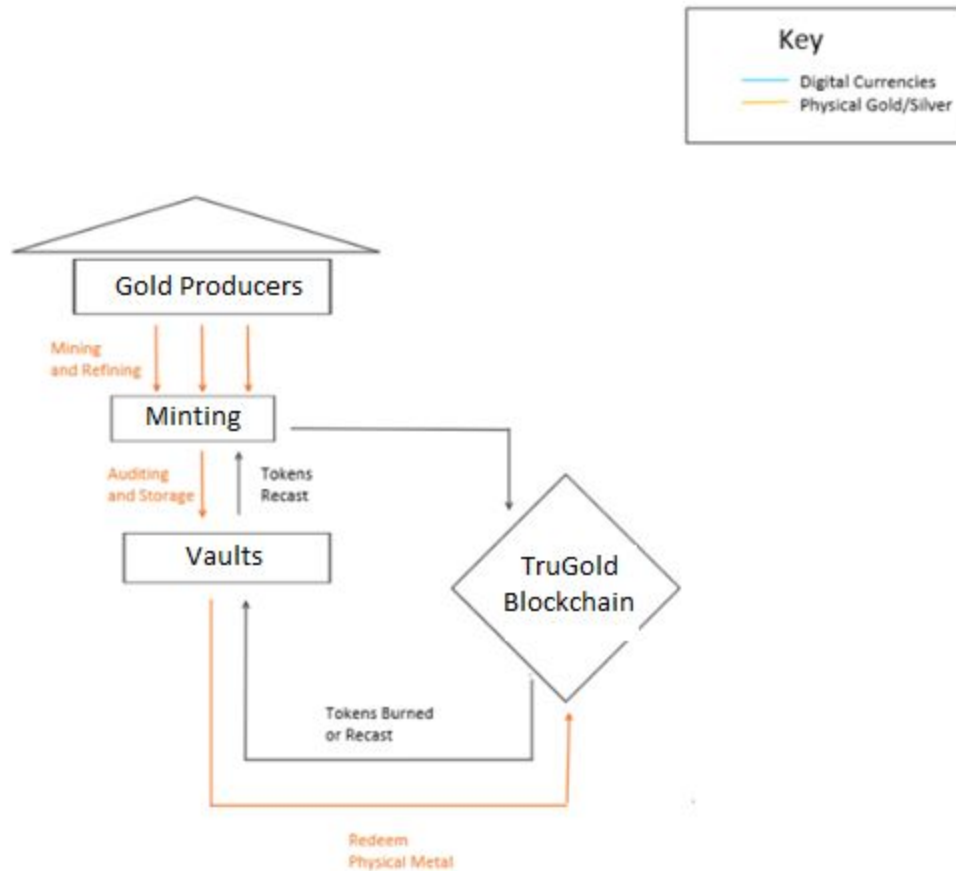 Key
Digital Currencies
Physical Gold/Silver
Gold Producers
Mining
and Refining
Minting
Auditing
and Storage
Tokens
Recast
Vaults
TruGold
Blockchain
Tokens Burned
or Recast
Redeem
Physical Metal